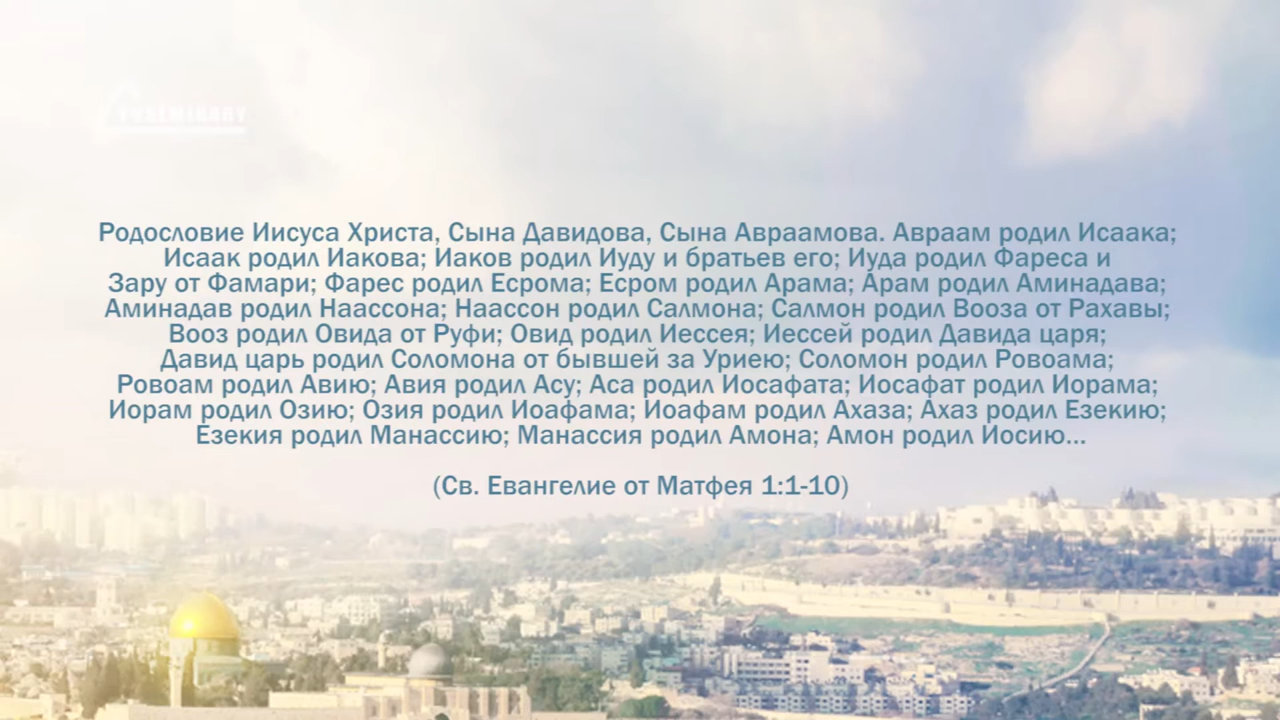 Родословие Иисуса Христа, Сына Давидова, Сына Авраамова. Авраам родил Исаака;
Исаак родил Иакова; Иаков родил Иуду и братьев его; Иуда родил Фареса и
Зару от Фамари; Фарес родил Есрома; Есром родил Арама; Арам родил Аминадава;
Аминадав родил Наассона; Наассон родил Салмона; Салмон родил Вооза от Рахавы;
Вооз родил Овида от Руфи; Овид родил Иессея; Иессей родил Давида царя;
Давид царь родил Соломона от бывшей за Уриею; Соломон родил Ровоама;
Ровоам родил Авию; Авия родил Асу; Аса родил Иосафата; Иосафат родил Иорама;
Иорам родил Озию; Озия родил Иоафама; Иоафам родил Ахаза; Ахаз родил Езекию;
Езекия родил Манассию; Манассия родил Амона; Амон родил Иосию...
(Св. Евангелие от Матфея 1:1-10)